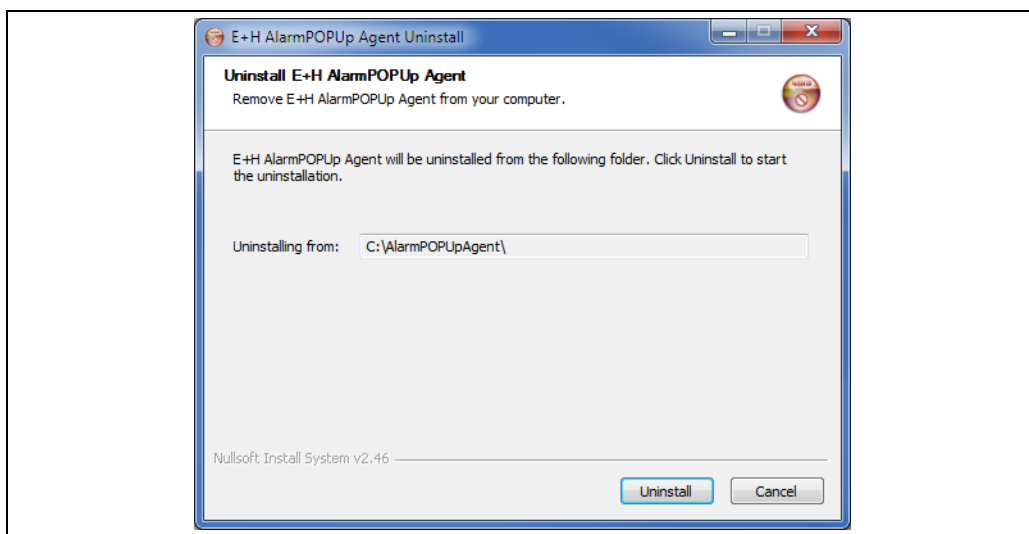 E+H AlarmPOPUp Agent Uninstall
Uninstall E+H AlarmPOPUp Agent
Remove E+H AlarmPOPUp Agent from your computer.
E+H AlarmPOPUp Agent will be uninstalled from the following folder. Click Uninstall to start
the uninstallation.
Uninstalling from: C:\AlarmPOPUpAgent\
Nullsoft Install System v2.46
Uninstall Cancel